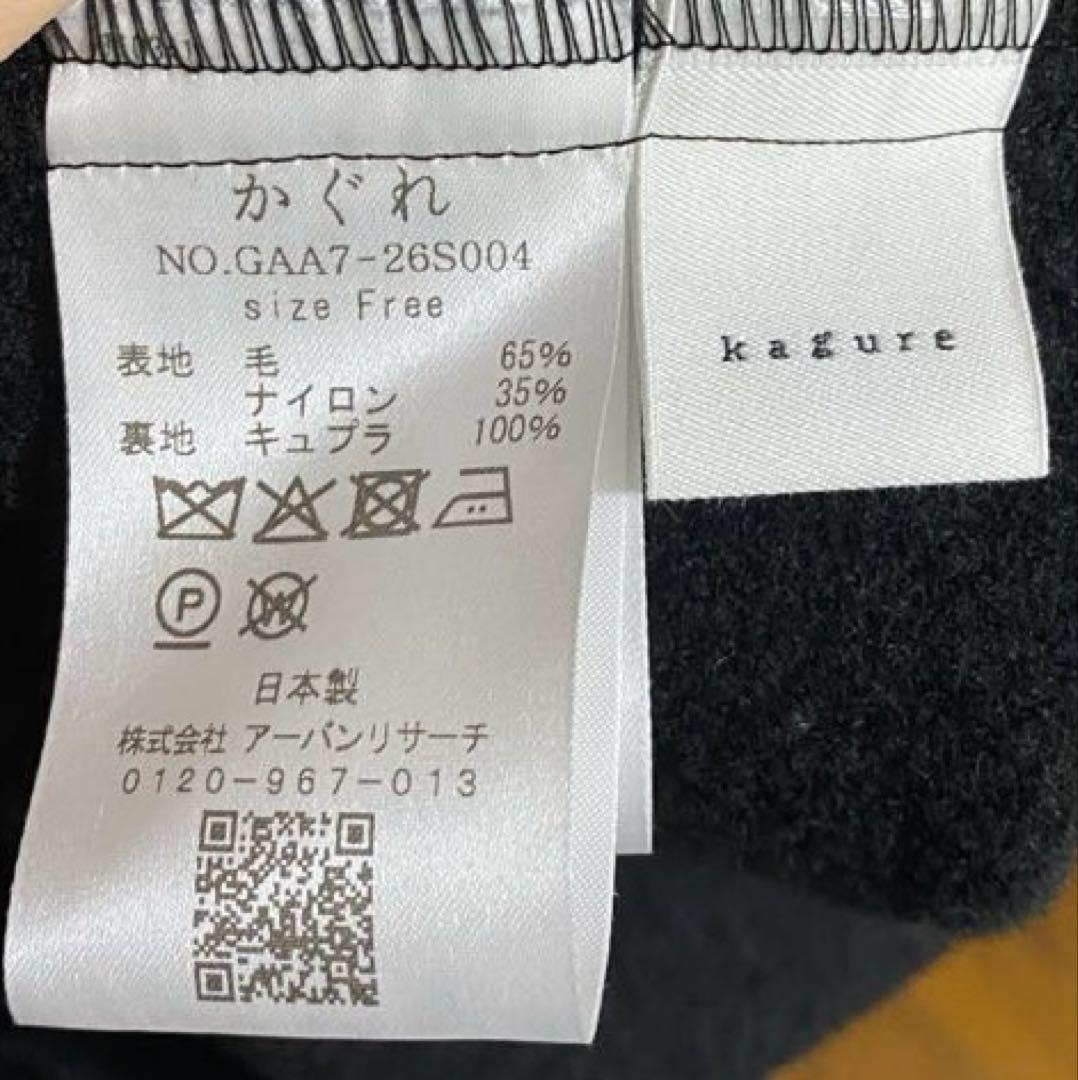 かぐれ
NO.GAA7-26S004
size Free
表地 毛 65%
ナイロン 35%
裏地 キュプラ 100%
P W
日本製
株式会社 アーバンリサーチ
0120-967-013
kagure